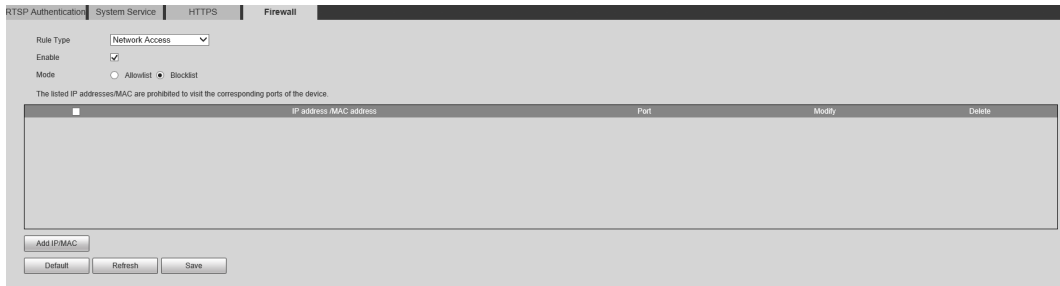 RTSP Authentication System Service HTTPS Firewall
Rule Type Network Access
Enable
Mode Allowlist Blocklist
The listed IP addresses/MAC are prohibited to visit the corresponding ports of the device.
IP address /MAC address Port Modify Delete
Add IP/MAC
Default Refresh Save